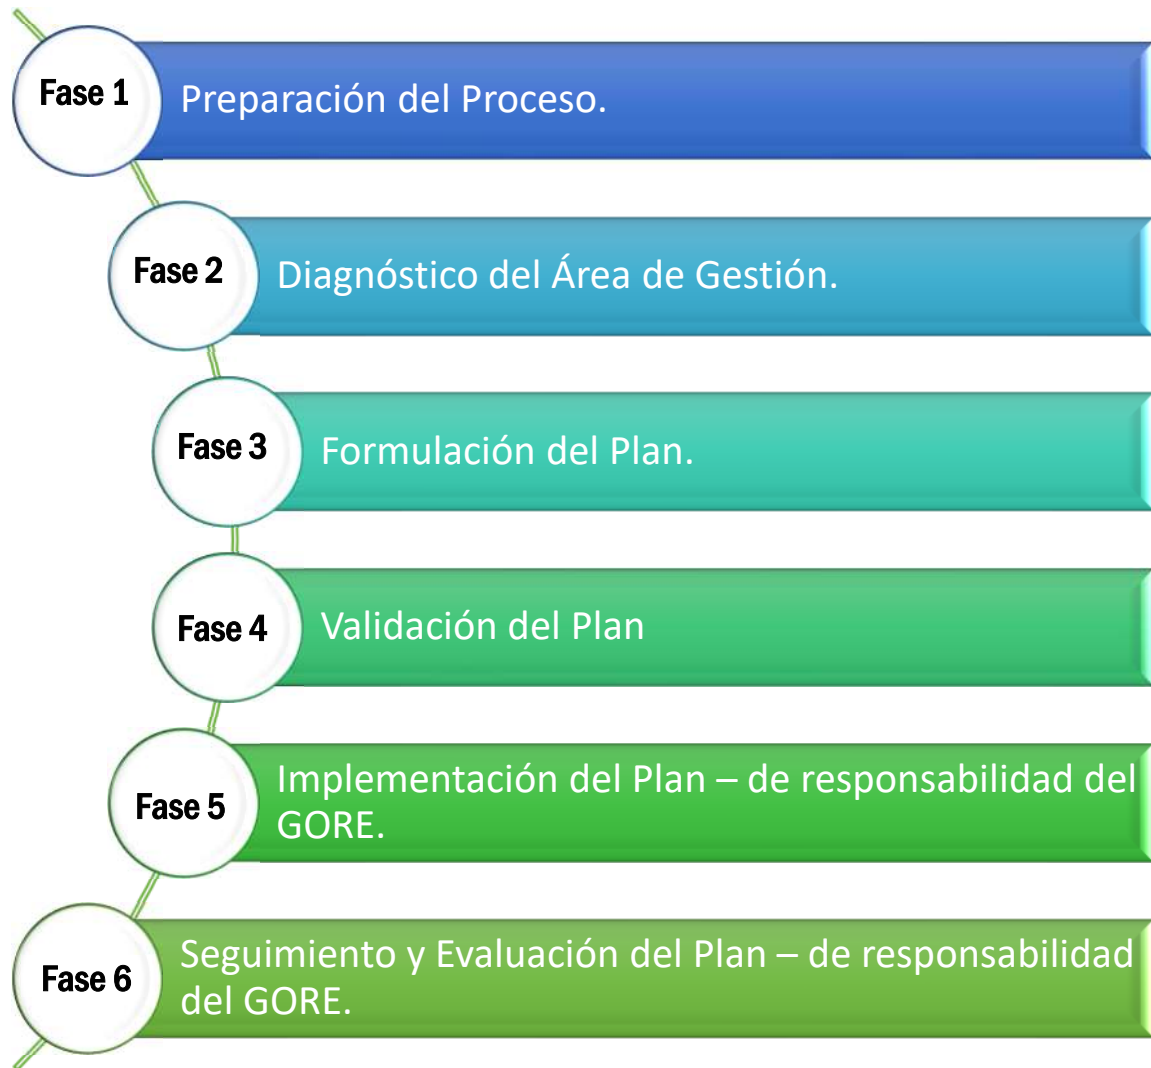 Fase 1
Preparación del Proceso.
Fase 2
Diagnóstico del Área de Gestión.
Fase 3
Formulación del Plan.
Fase 4
Validación del Plan
Fase 5
Implementación del Plan – de responsabilidad del
GORE.
Fase 6
Seguimiento y Evaluación del Plan – de responsabilidad
del GORE.